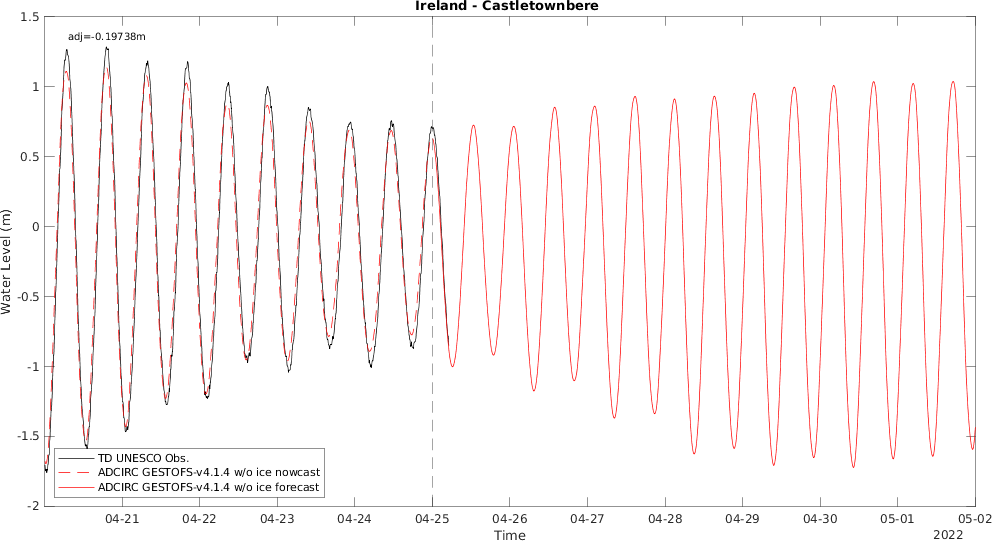 Ireland - Castletownbere
adj=-0.19738m
1.5
1
0.5
0
-0.5
-1
-1.5
-2
Water Level (m)
TD UNESCO Obs.
ADCIRC GESTOFS-v4.1.4 w/o ice nowcast
ADCIRC GESTOFS-v4.1.4 w/o ice forecast
04-21 04-22 04-23 04-24 04-25 04-26 04-27 04-28 04-29 04-30 05-01 05-02
Time
2022